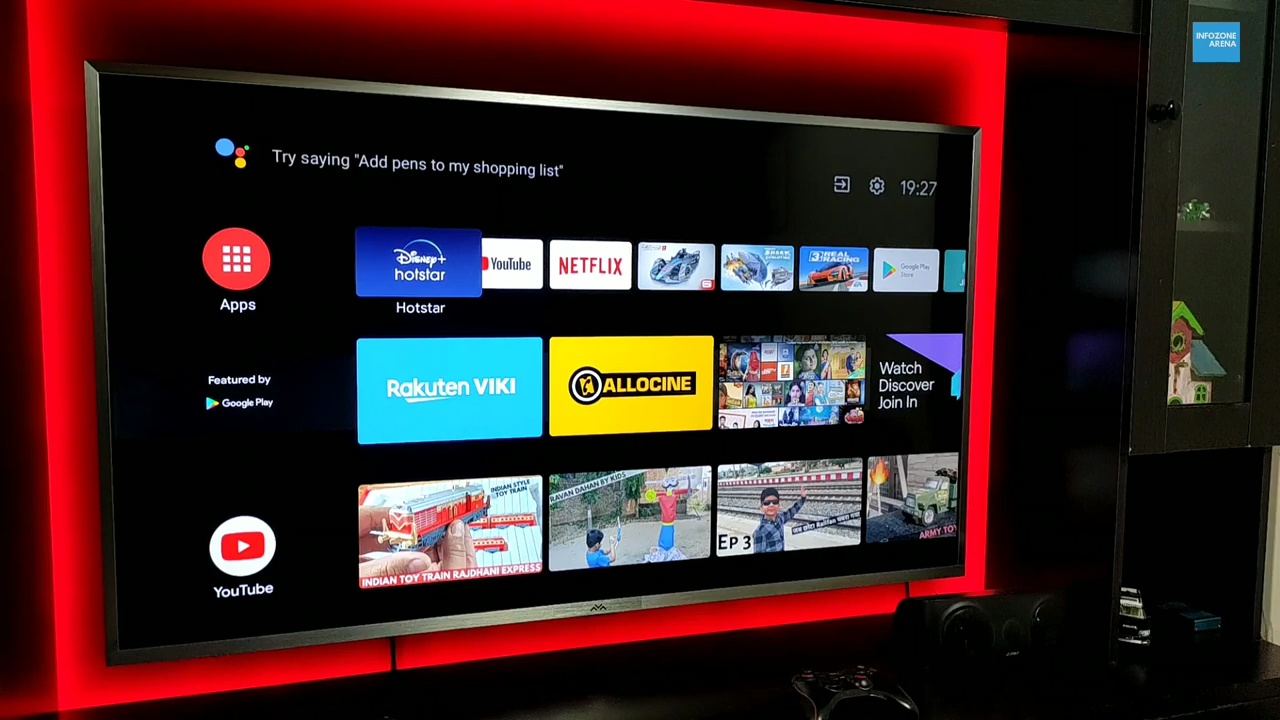 INFOZONE
ARENA
Try saying "Add pens to my shopping list"
19:27
Apps
Disney+
hotstar
Hotstar
YouTube
NETFLIX
3 REAL
RACING
Google Play
Store
Featured by
Google Play
Rakuten VIKI
ALLOCINE
Watch
Discover
Join In
YouTube
INDIAN STYLE
TOY TRAIN
INDIAN TOY TRAIN RAJDHANI EXPRESS
RAVAN DAHAN BY KIDS
EP 3
ARMY TOY